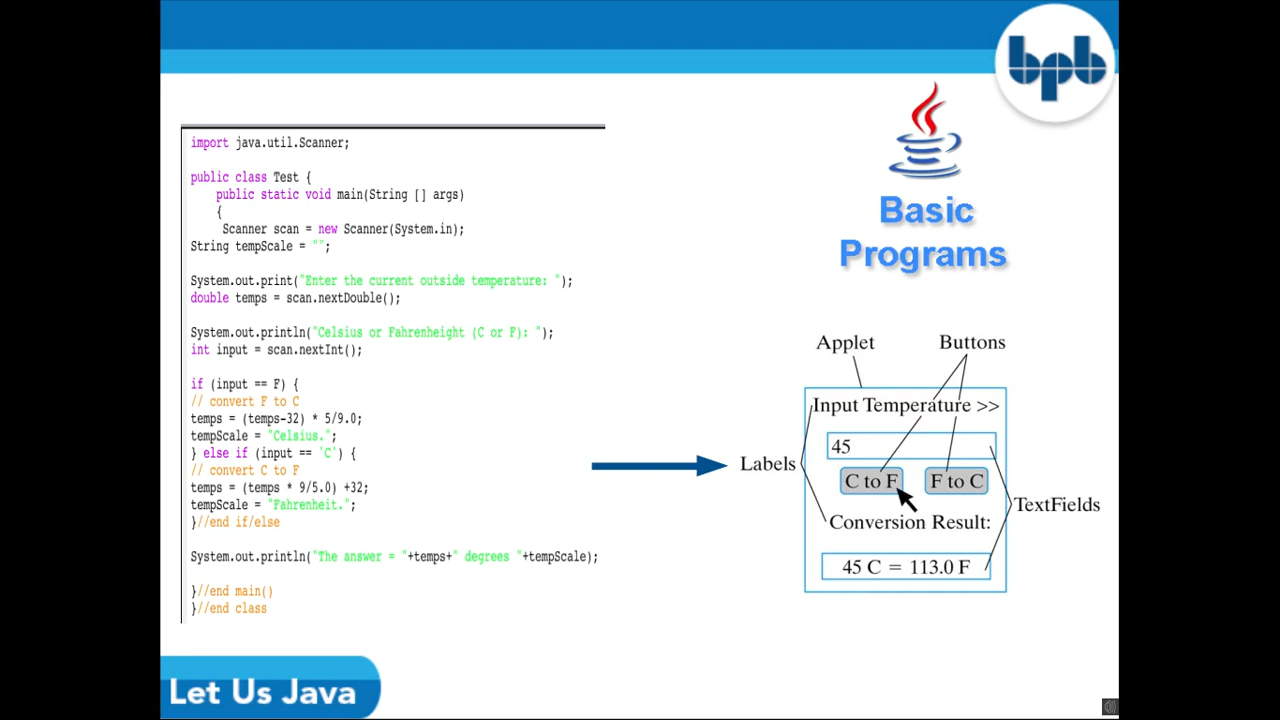 bpb
import java.util.Scanner;
public class Test {
public static void main(String [] args)
{
Scanner scan = new Scanner(System.in);
String tempScale = "";
System.out.print("Enter the current outside temperature: ");
double temps = scan.nextDouble();
System.out.println("Celsius or Fahrenheight (C or F): ");
int input = scan.nextInt();
if (input == F) {
// convert F to C
temps = (temps-32) * 5/9.0;
tempScale = "Celsius.";
} else if (input == 'C') {
// convert C to F
temps = (temps * 9/5.0) +32;
tempScale = "Fahrenheit.";
}//end if/else
System.out.println("The answer = "+temps+" degrees "+tempScale);
}//end main()
}//end class
Basic
Programs
Applet
Buttons
Input Temperature >>
45
Labels
C to F
F to C
TextFields
Conversion Result:
45 C = 113.0 F
Let Us Java